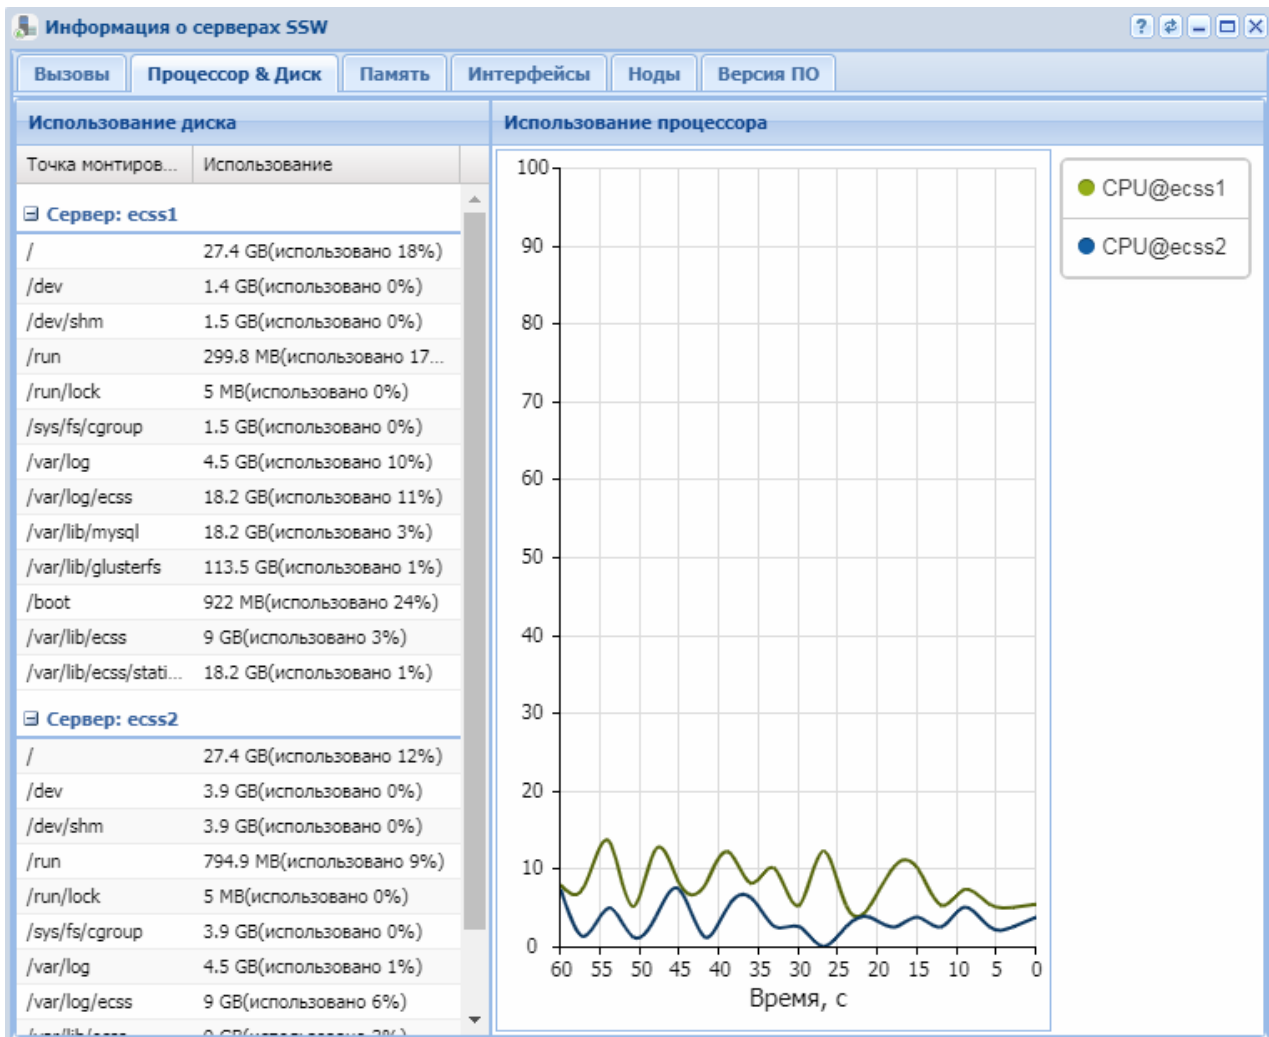 Информация о серверах SSW
Вызовы Процессор & Диск Память Интерфейсы Ноды Версия ПО
Использование диска
Точка монтиров... Использование
Сервер: ecss1
/ 27.4 GB(использовано 18%)
/dev 1.4 GB(использовано 0%)
/dev/shm 1.5 GB(использовано 0%)
/run 299.8 MB(использовано 17...
/run/lock 5 MB(использовано 0%)
/sys/fs/cgroup 1.5 GB(использовано 0%)
/var/log 4.5 GB(использовано 10%)
/var/log/ecss 18.2 GB(использовано 11%)
/var/lib/mysql 18.2 GB(использовано 3%)
/var/lib/glusterfs 113.5 GB(использовано 1%)
/boot 922 MB(использовано 24%)
/var/lib/ecss 9 GB(использовано 3%)
/var/lib/ecss/stati... 18.2 GB(использовано 1%)
Сервер: ecss2
/ 27.4 GB(использовано 12%)
/dev 3.9 GB(использовано 0%)
/dev/shm 3.9 GB(использовано 0%)
/run 794.9 MB(использовано 9%)
/run/lock 5 MB(использовано 0%)
/sys/fs/cgroup 3.9 GB(использовано 0%)
/var/log 4.5 GB(использовано 1%)
/var/log/ecss 9 GB(использовано 6%)
Использование процессора
100
90
80
70
60
50
40
30
20
10
0
60 55 50 45 40 35 30 25 20 15 10 5 0
Время, с
CPU@ecss1
CPU@ecss2